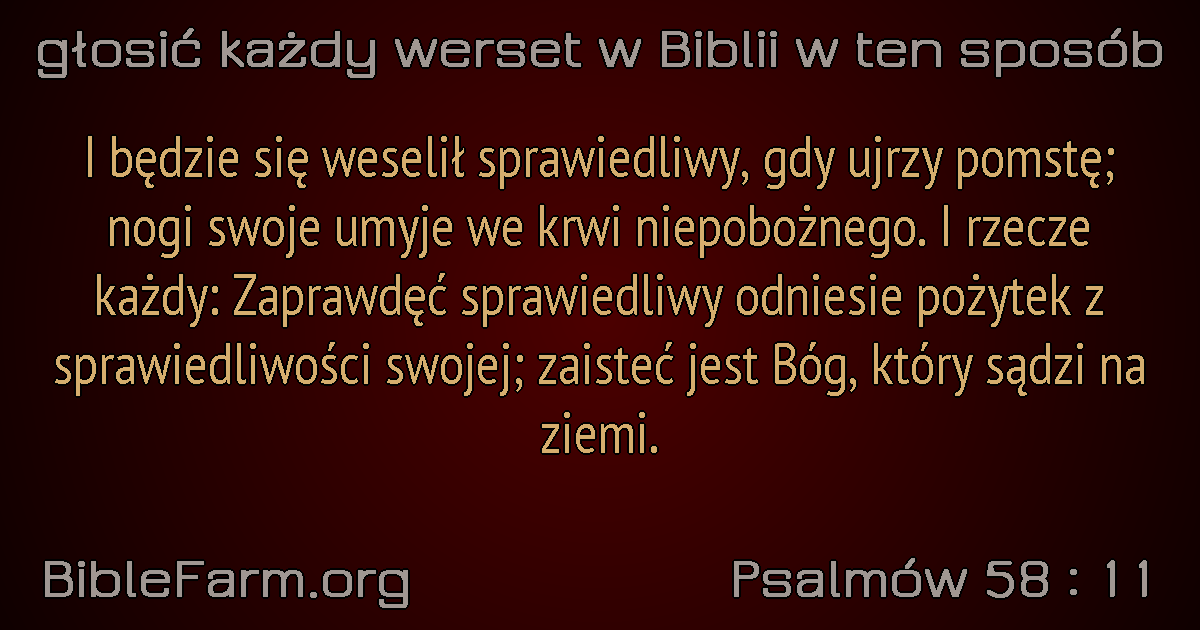 głosić każdy werset w Biblii w ten sposób
I będzie się weselił sprawiedliwy, gdy ujrzy pomstę;
nogi swoje umyje we krwi niepobożnego. I rzecze
każdy: Zaprawdęć sprawiedliwy odniesie pożytek z
sprawiedliwości swojej; zaisteć jest Bóg, który sądzi na
ziemi.
BibleFarm.org
Psalmów 58 : 11